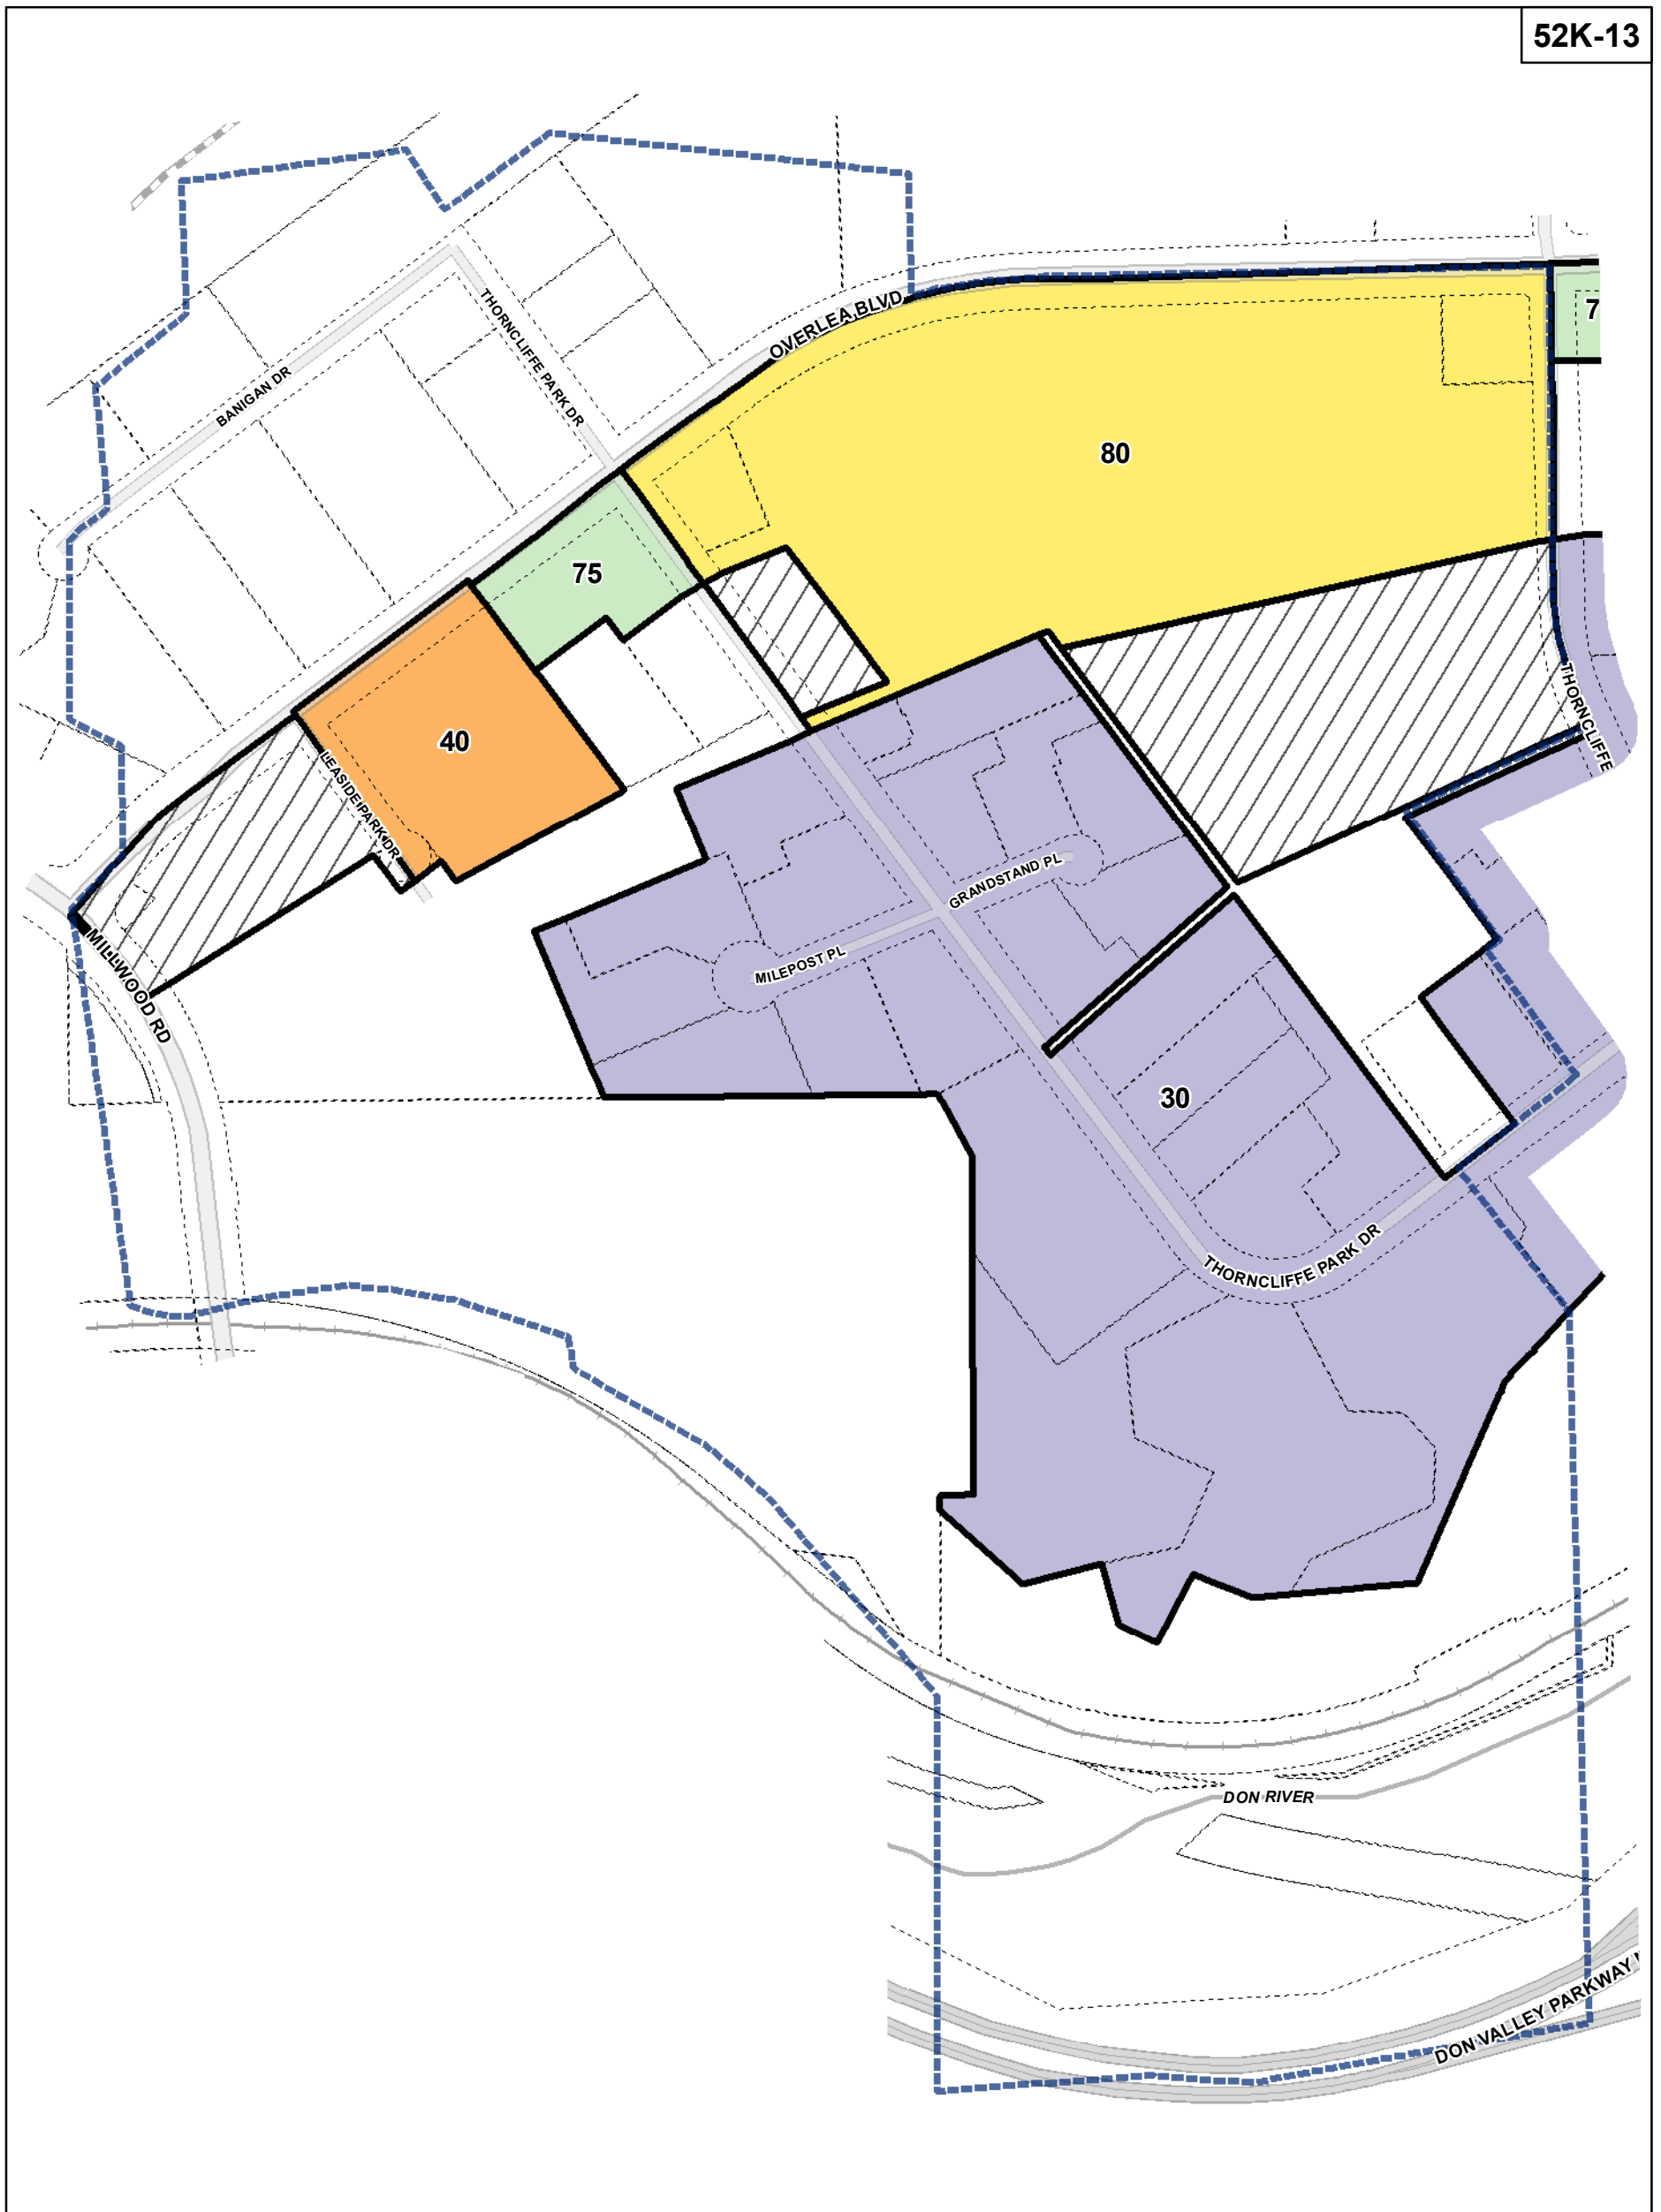 52K-13
THORNCLIFFE PARK DR
OVERLEA BLVD
7
BANIGAN DR
80
75
40
LEASIDE PARK DR
THORNCLIFFE
GRANDSTAND PL
MILLWOOD RD
MILEPOST PL
30
THORNCLIFFE PARK DR
DON RIVER
DON VALLEY PARKWAY